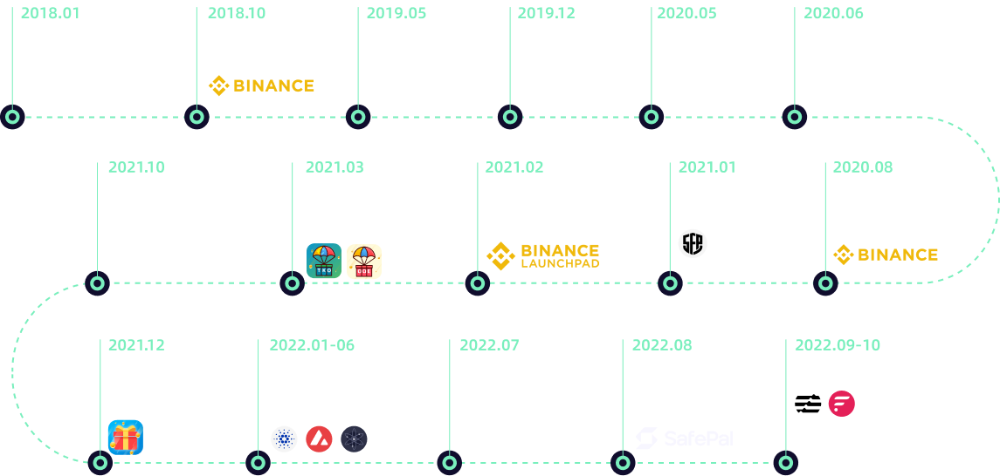 2018.01
2018.10
2019.05
2019.12
2020.05
2020.06
BINANCE
2021.10
2021.03
2021.02
2021.01
2020.08
TKO
DDE
BINANCE
LAUNCHPAD
SFP
BINANCE
2021.12
2022.01-06
2022.07
2022.08
2022.09-10
SafePal